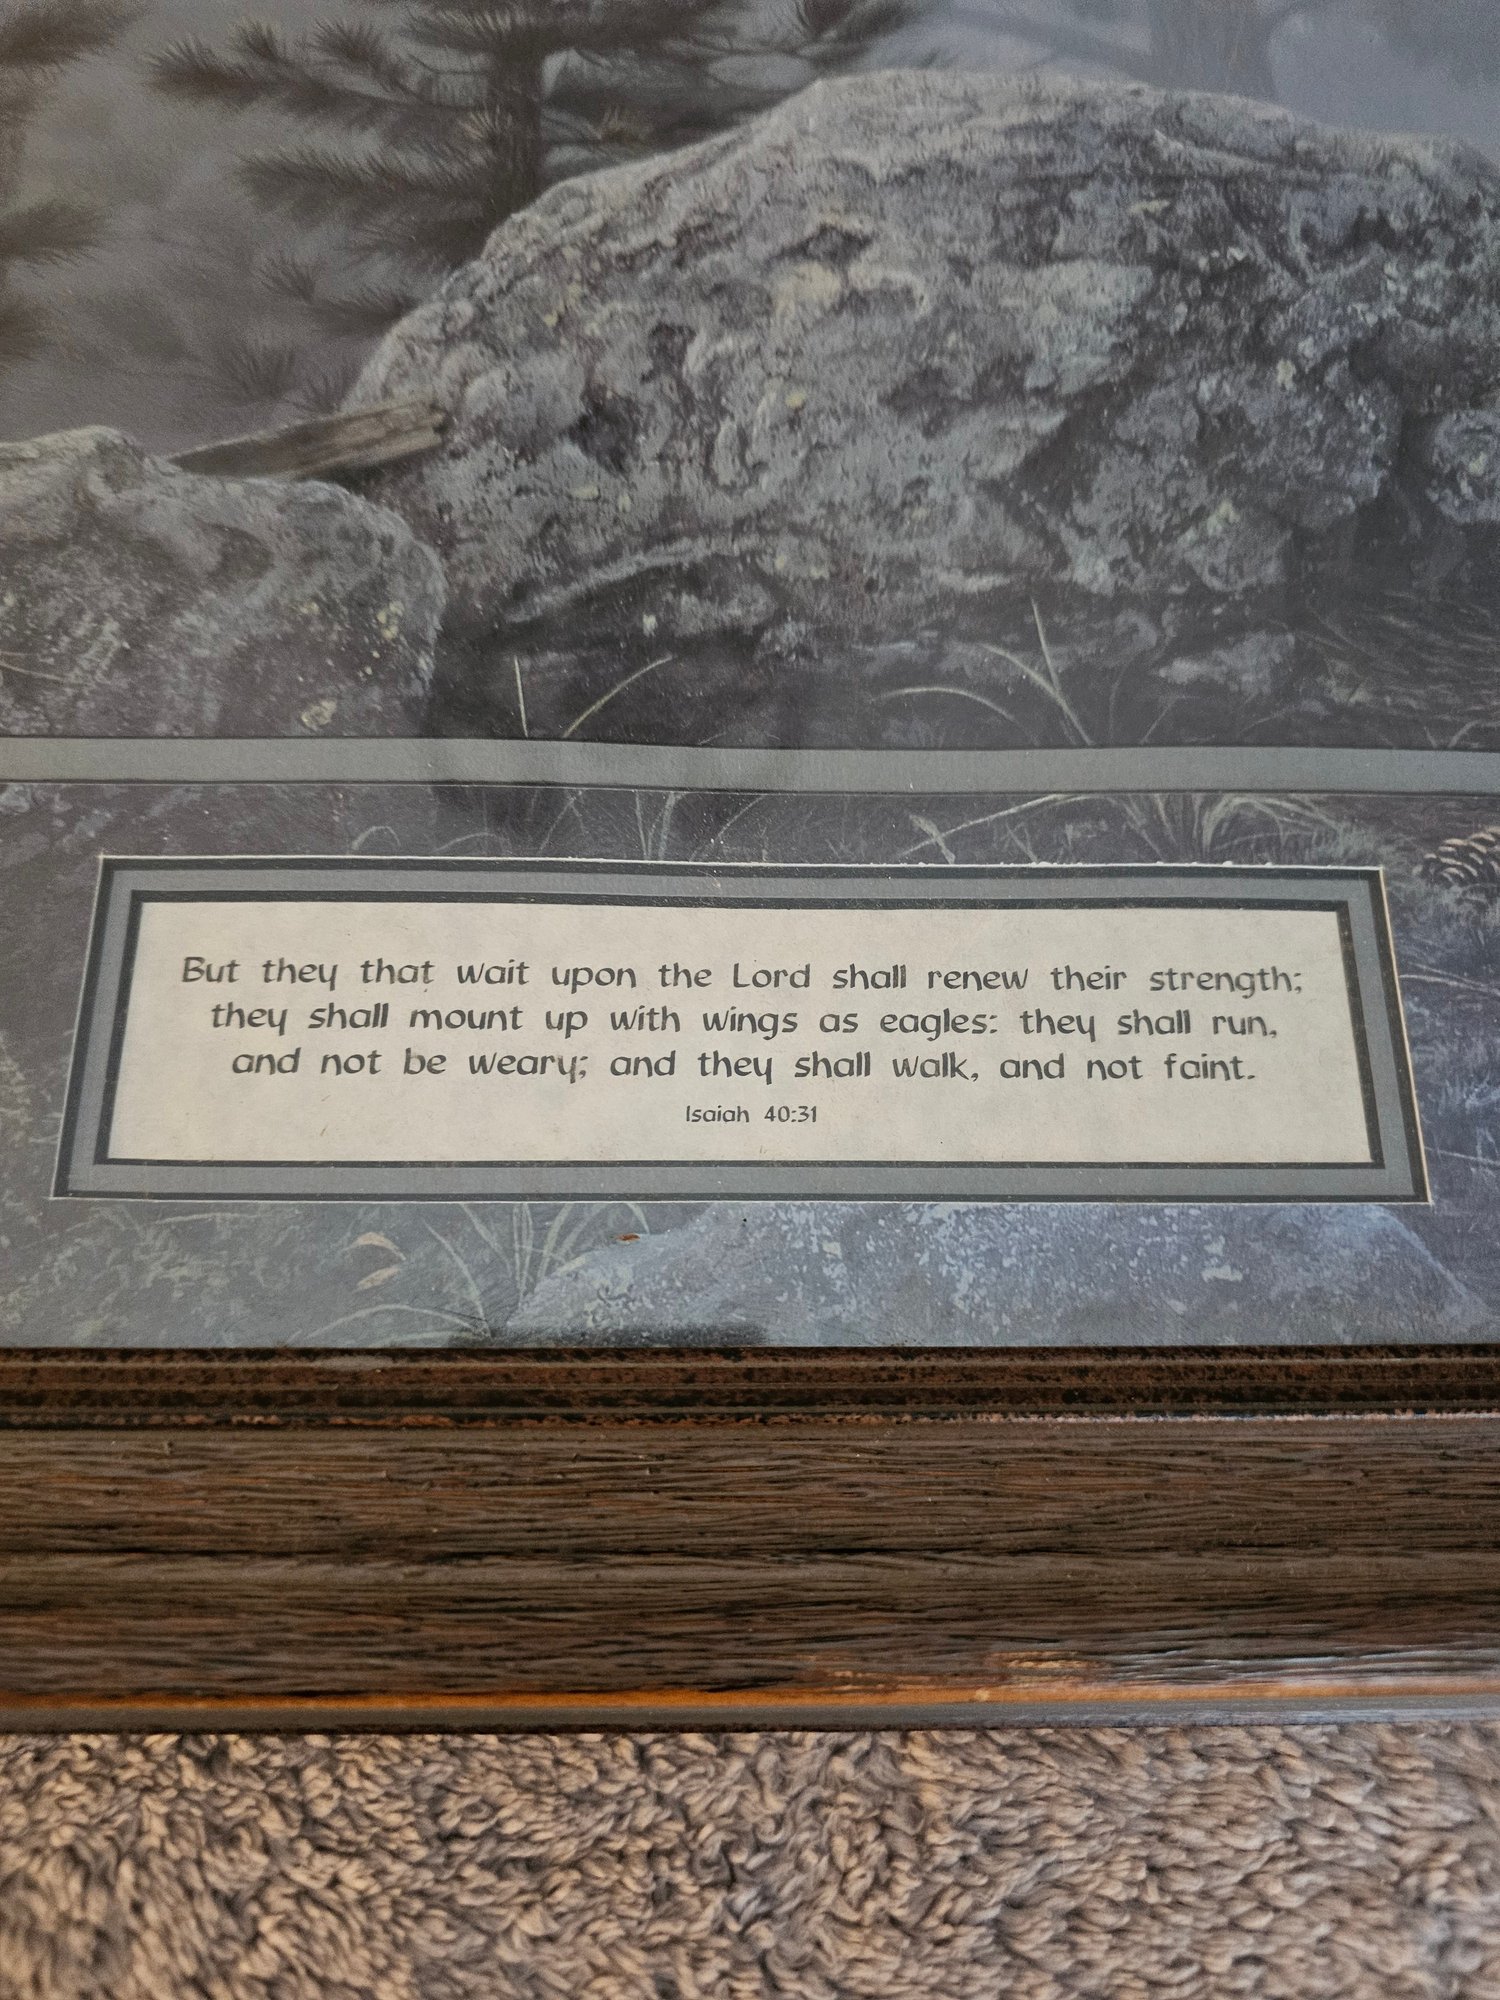 But they that wait upon the Lord shall renew their strength;
they shall mount up with wings as eagles: they shall run,
and not be weary; and they shall walk, and not faint.
Isaiah 40:31